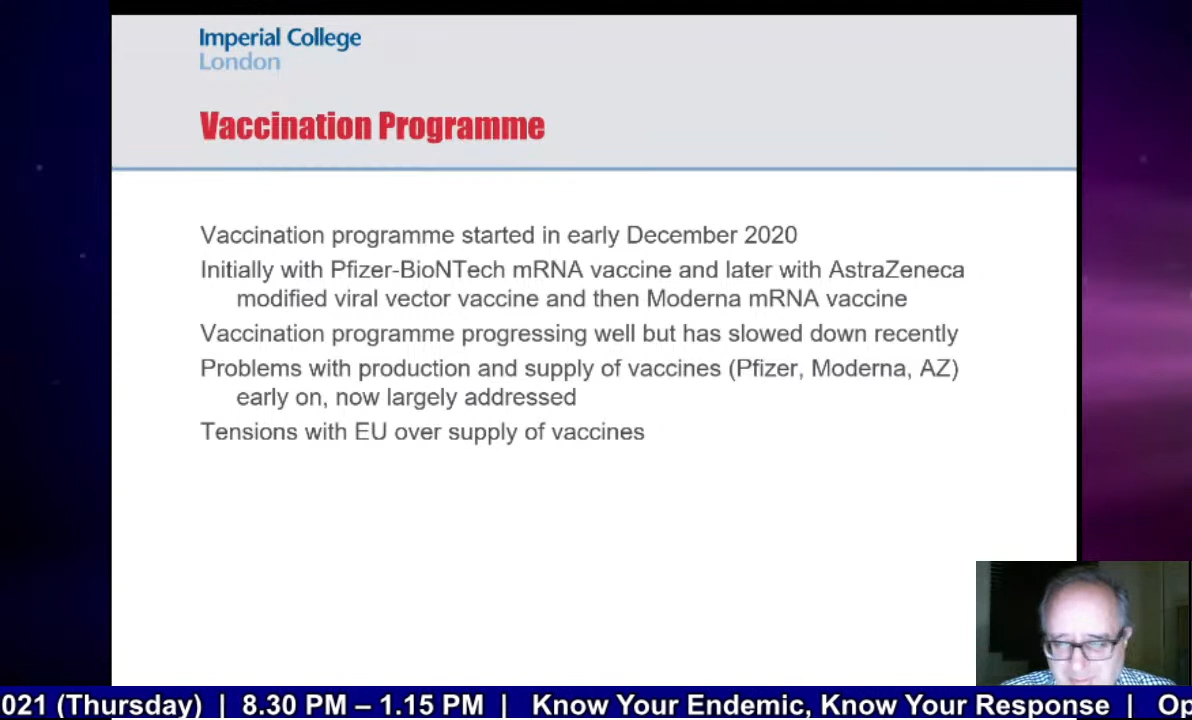 Imperial College
London
Vaccination Programme
Vaccination programme started in early December 2020
Initially with Pfizer-BioNTech mRNA vaccine and later with AstraZeneca
modified viral vector vaccine and then Moderna mRNA vaccine
Vaccination programme progressing well but has slowed down recently
Problems with production and supply of vaccines (Pfizer, Moderna, AZ)
early on, now largely addressed
Tensions with EU over supply of vaccines
021 (Thursday) | 8.30 PM – 1.15 PM | Know Your Endemic, Know Your Response | Op